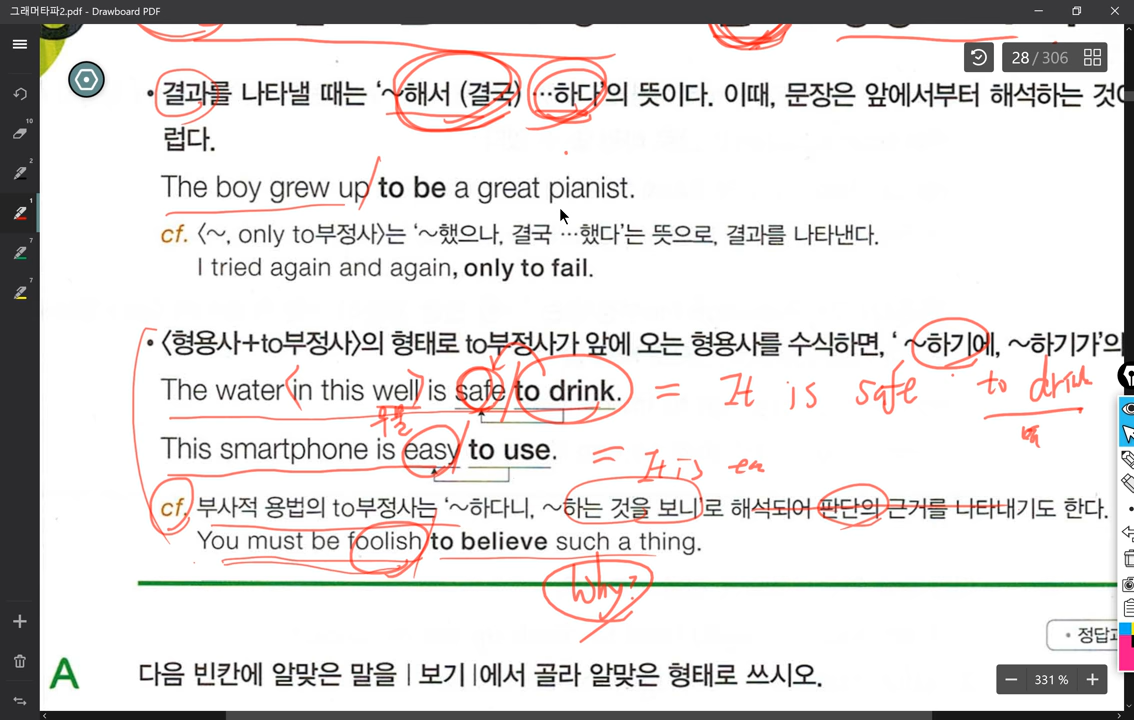 그래머타파2.pdf - Drawboard PDF
28 / 306
• 결과를 나타낼 때는 '~해서 (결국) …하다'의 뜻이다. 이때, 문장은 앞에서부터 해석하는 것이
럽다.
The boy grew up / to be a great pianist.
cf. 〈~, only to부정사〉는 '~했으나, 결국 …했다'는 뜻으로, 결과를 나타낸다.
I tried again and again, only to fail.
• 〈형용사+to부정사〉의 형태로 to부정사가 앞에 오는 형용사를 수식하면, '~하기에, ~하기가'의
The water (in this well) is safe / to drink. = It is safe to drink
우물
This smartphone is easy / to use. = It is ea
cf. 부사적 용법의 to부정사는 '~하다니, ~하는 것을 보니'로 해석되어 판단의 근거를 나타내기도 한다.
You must be foolish / to believe such a thing.
Why?
• 정답과
A 다음 빈칸에 알맞은 말을 | 보기 |에서 골라 알맞은 형태로 쓰시오.
331 %
10
2
1
7
7